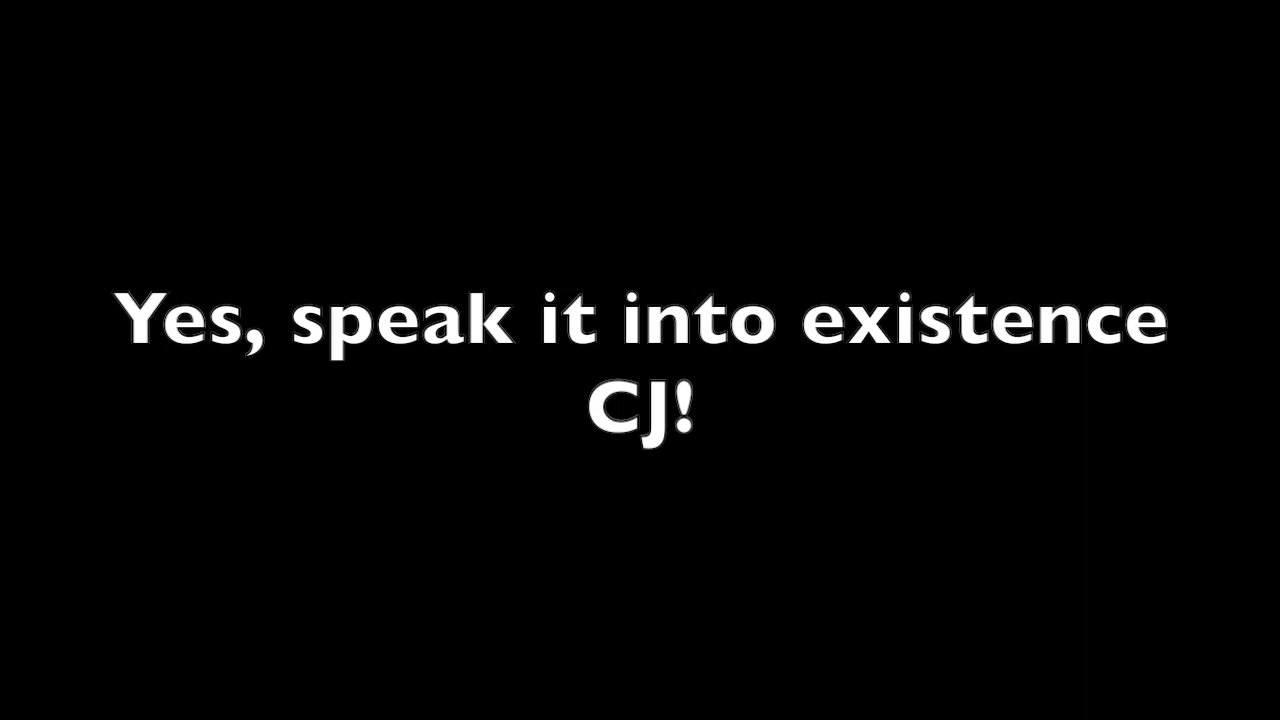 Yes, speak it into existence
CJ!